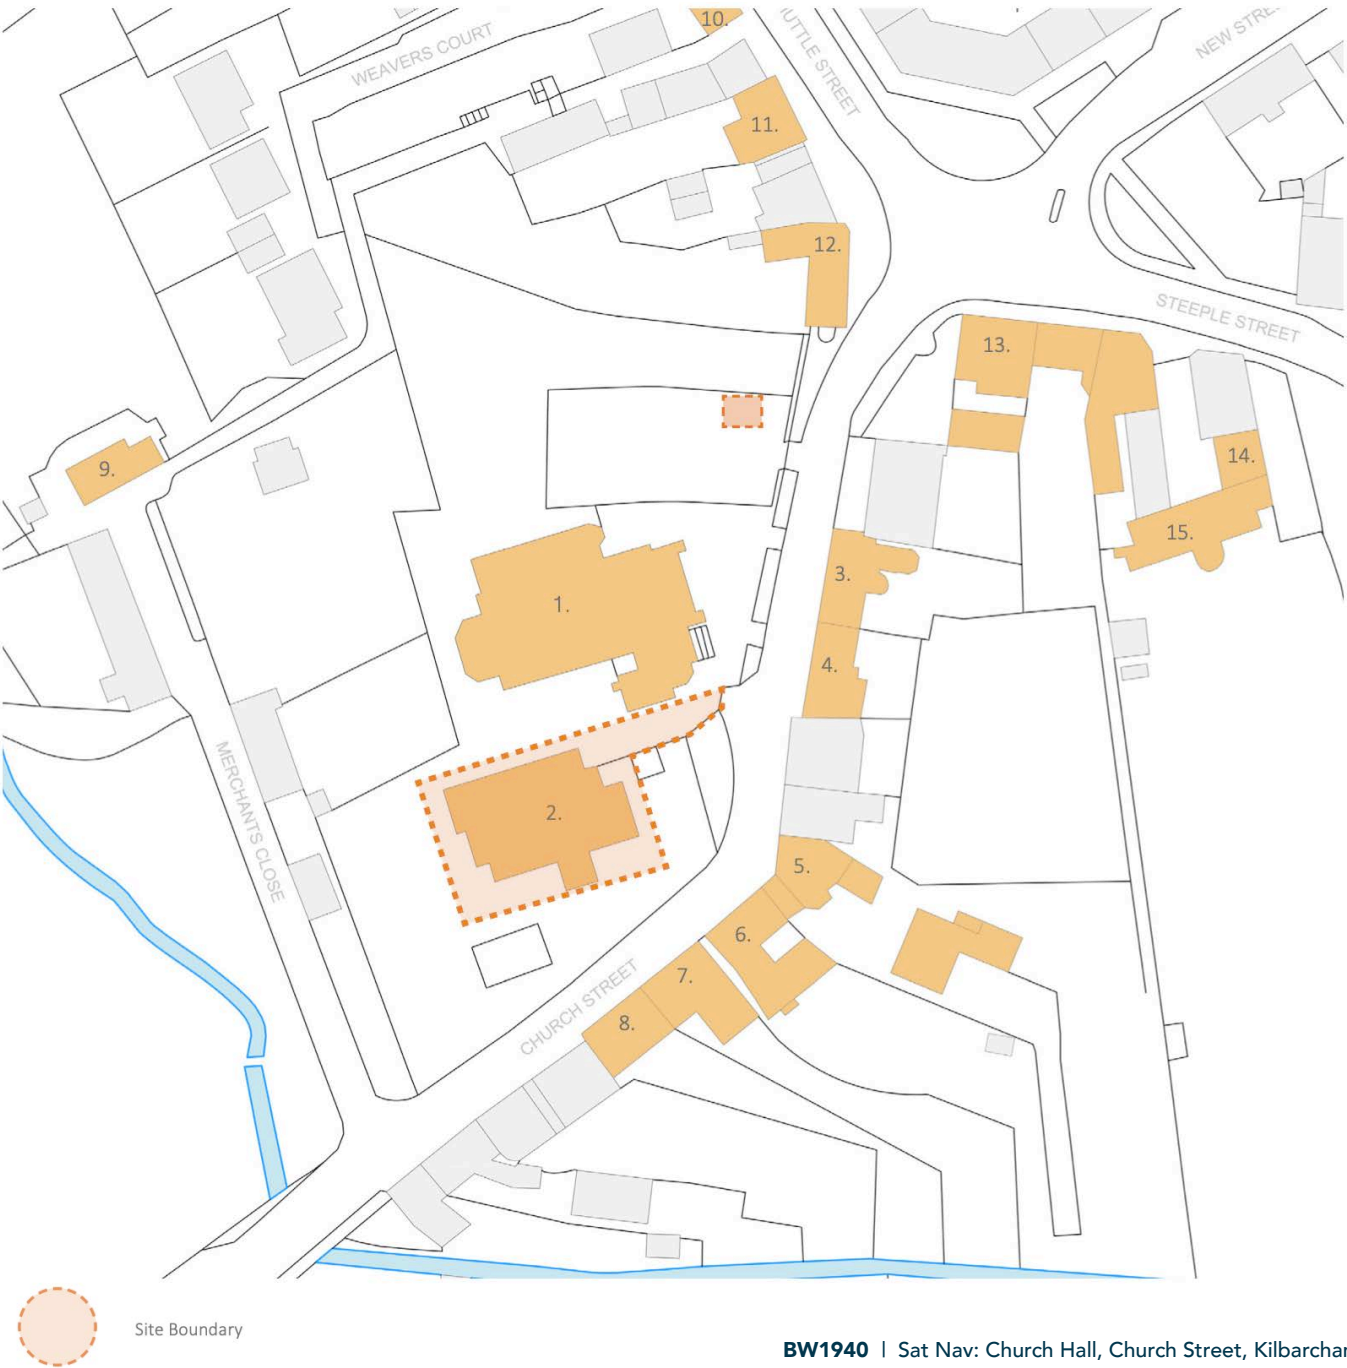 10.
WEAVERS COURT
11.
12.
STEEPLE STREET
13.
9.
14.
15.
3.
1.
4.
MERCHANTS CLOSE
2.
5.
6.
7.
CHURCH STREET
8.
Site Boundary
BW1940 | Sat Nav: Church Hall, Church Street,